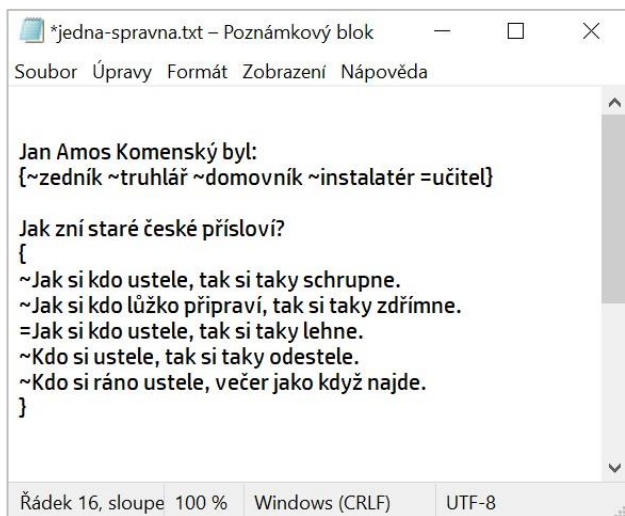 *jedna-spravna.txt – Poznámkový blok
Soubor Úpravy Formát Zobrazení Nápověda
Jan Amos Komenský byl:
{~zedník ~truhlář ~domovník ~instalatér =učitel}
Jak zní staré české přísloví?
{
~Jak si kdo ustele, tak si taky schrupne.
~Jak si kdo lůžko připraví, tak si taky zdřímne.
=Jak si kdo ustele, tak si taky lehne.
~Kdo si ustele, tak si taky odestele.
~Kdo si ráno ustele, večer jako když najde.
}
Řádek 16, sloupe 100 % Windows (CRLF) UTF-8